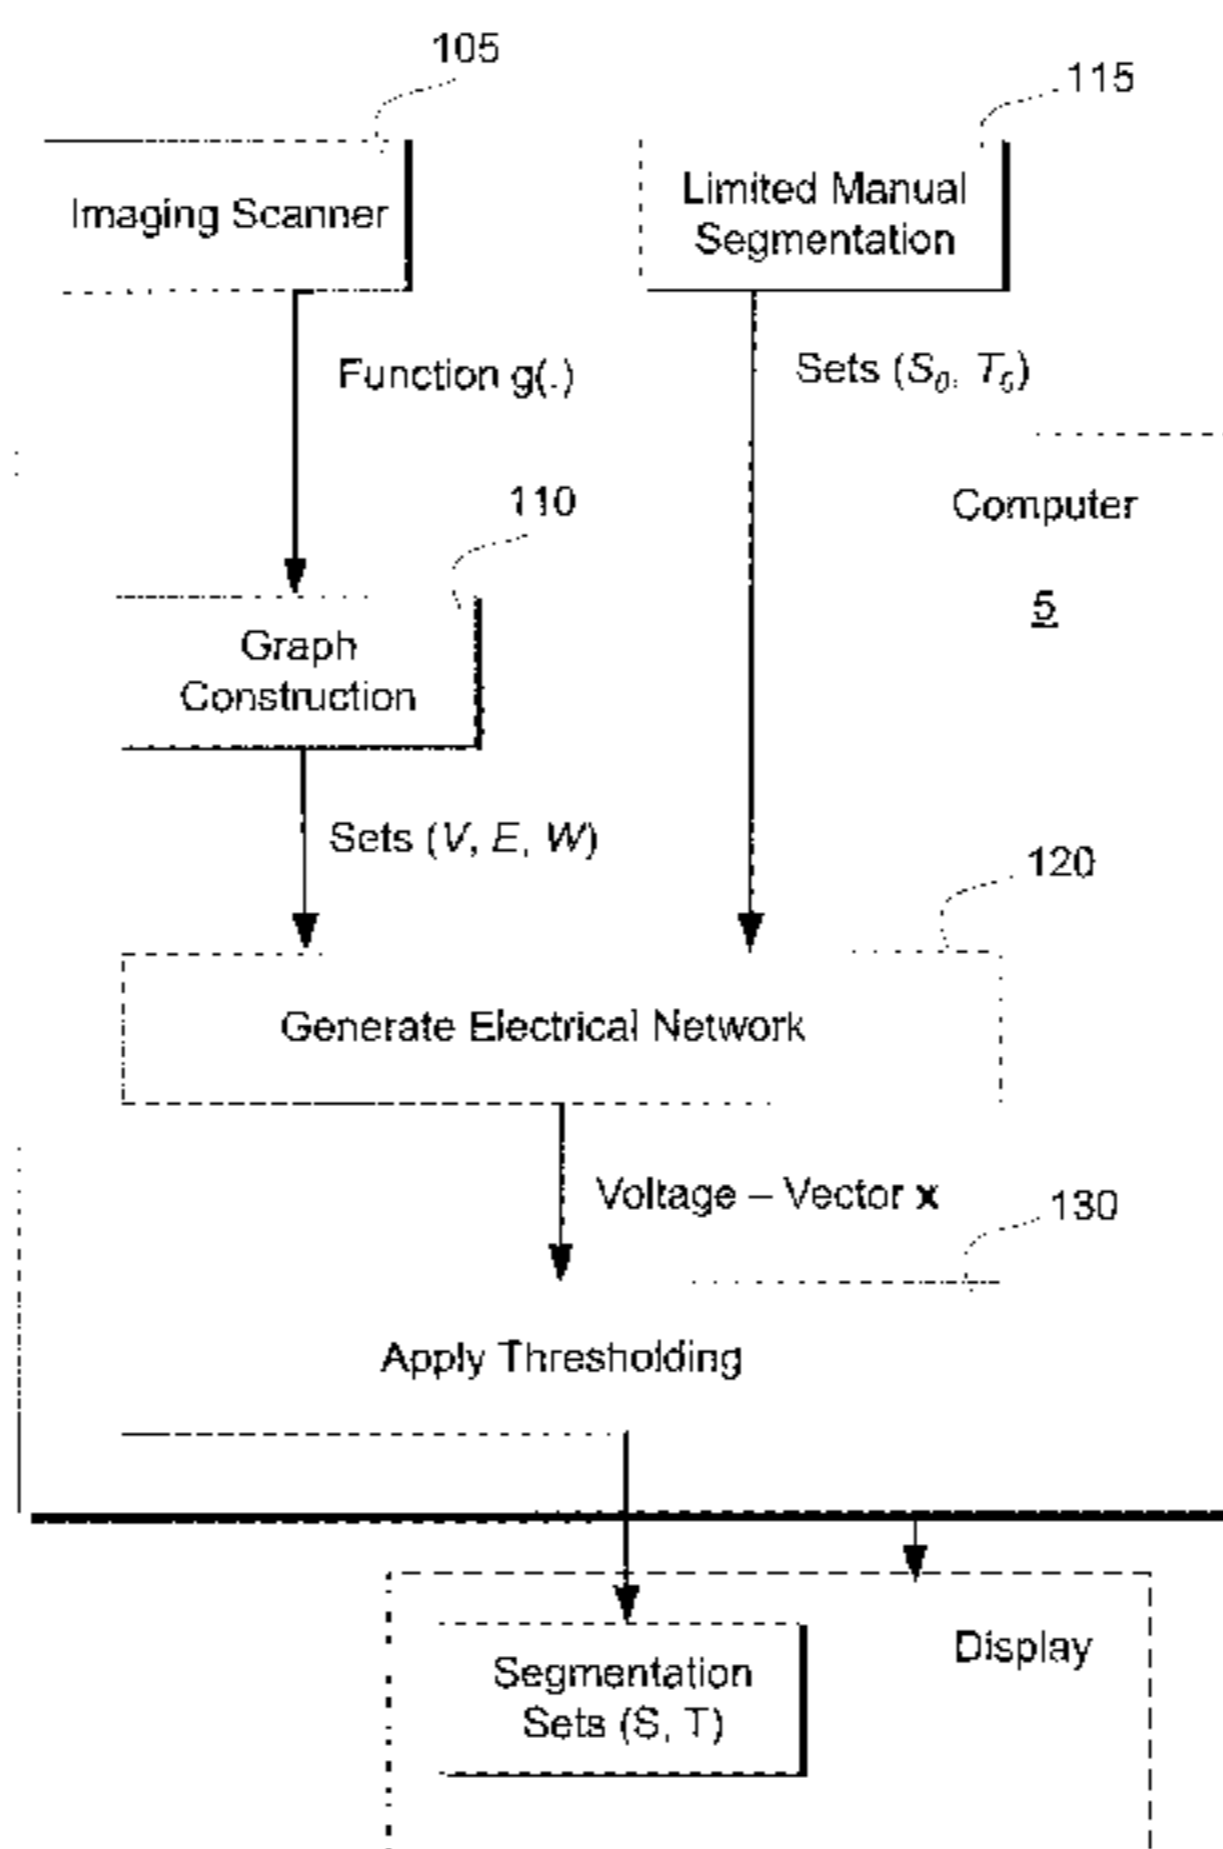 105
115
Imaging Scanner
Limited Manual
Segmentation
Function g(.)
Sets (S₀, T₀)
110
Computer
5
Graph
Construction
Sets (V, E, W)
120
Generate Electrical Network
Voltage – Vector x
130
Apply Thresholding
Display
Segmentation
Sets (S, T)